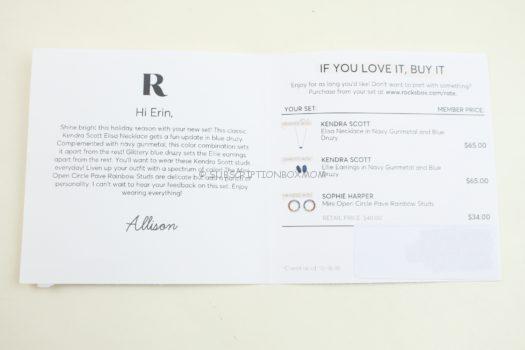 R
Hi Erin,
Shine bright this holiday season with your new set! This classic
Kendra Scott Elisa Necklace gets a fun update in blue druzy.
Complemented with navy gunmetal, this color combination sets
it apart from the rest! Glittery blue druzy sets the Ellie earrings
apart from the rest. You'll want to wear these Kendra Scott studs
everyday! Liven up your outfit with a spectrum of color! The Mini
Open Circle Pave Rainbow Studs are delicate but add a punch of
personality. I can't wait to hear your feedback on this set. Enjoy
wearing everything!
Allison
© SUBSCRIPTIONBOXMOM
IF YOU LOVE IT, BUY IT
Enjoy for as long you'd like! Don't want to part with something?
Purchase from your set at www.rocksbox.com/rate.
YOUR SET: MEMBER PRICE:
KENDRA SCOTT
Elisa Necklace in Navy Gunmetal and Blue
Druzy
$65.00
KENDRA SCOTT
Ellie Earrings in Navy Gunmetal and Blue
Druzy
$65.00
SOPHIE HARPER
Mini Open Circle Pave Rainbow Studs
RETAIL PRICE: $40.00 $34.00